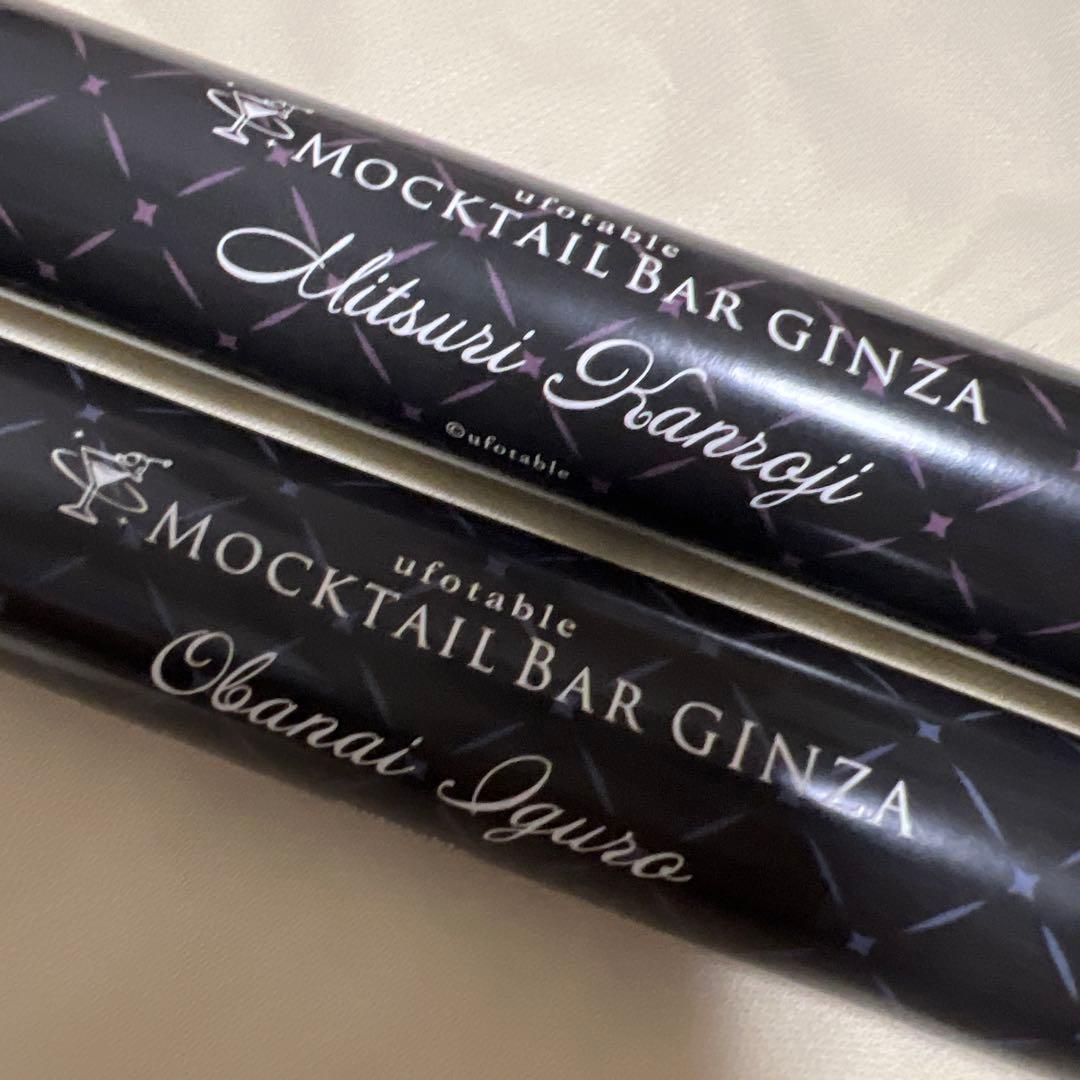 ufotable
MOCKTAIL BAR GINZA
Mitsuri Kanroji
©ufotable
ufotable
MOCKTAIL BAR GINZA
Obanai Iguro